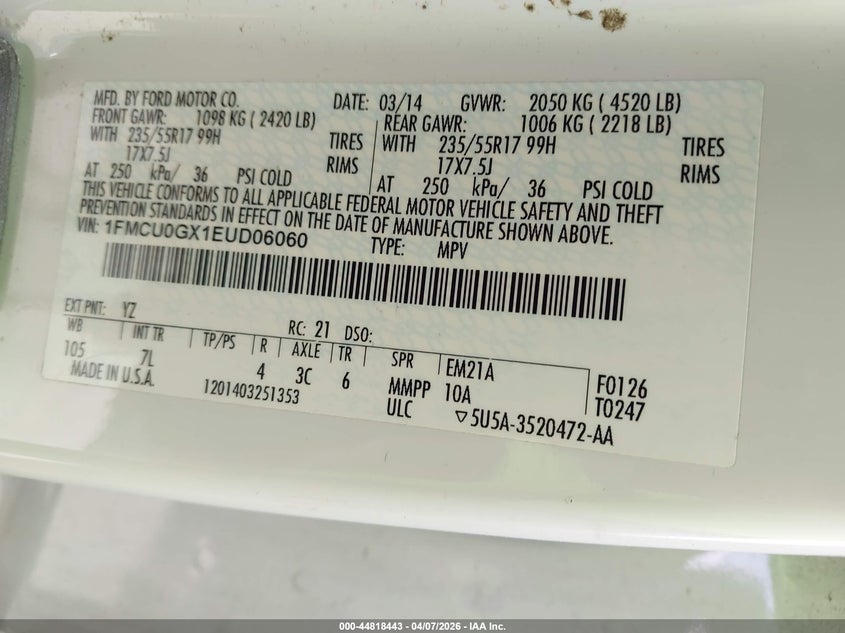 MFD. BY FORD MOTOR CO. DATE: 03/14 GVWR: 2050 KG ( 4520 LB)
FRONT GAWR: 1098 KG ( 2420 LB) REAR GAWR: 1006 KG ( 2218 LB)
WITH 235/55R17 99H TIRES WITH 235/55R17 99H TIRES
17X7.5J RIMS 17X7.5J RIMS
AT 250 kPa/ 36 PSI COLD AT 250 kPa/ 36 PSI COLD
THIS VEHICLE CONFORMS TO ALL APPLICABLE FEDERAL MOTOR VEHICLE SAFETY AND THEFT
PREVENTION STANDARDS IN EFFECT ON THE DATE OF MANUFACTURE SHOWN ABOVE.
VIN: 1FMCU0GX1EUD06060 TYPE: MPV
EXT PNT: YZ RC: 21 DSO:
WB INT TR TP/PS R AXLE TR SPR EM21A F0126
105 7L 4 3C 6 MMPP 10A T0247
MADE IN U.S.A. 1201403251353 ULC ▽5U5A-3520472-AA
000-44818443 - 04/07/2026 - IAA Inc.